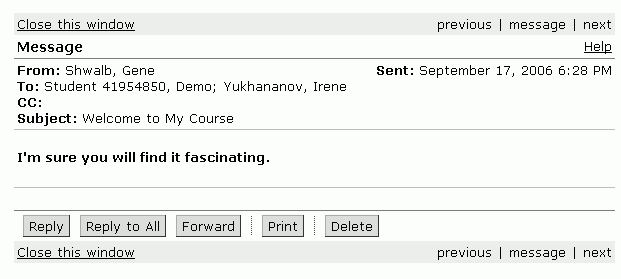 Close this window previous | message | next
Message Help
From: Shwalb, Gene Sent: September 17, 2006 6:28 PM
To: Student 41954850, Demo; Yukhananov, Irene
CC:
Subject: Welcome to My Course
I'm sure you will find it fascinating.
Reply Reply to All Forward Print Delete
Close this window previous | message | next